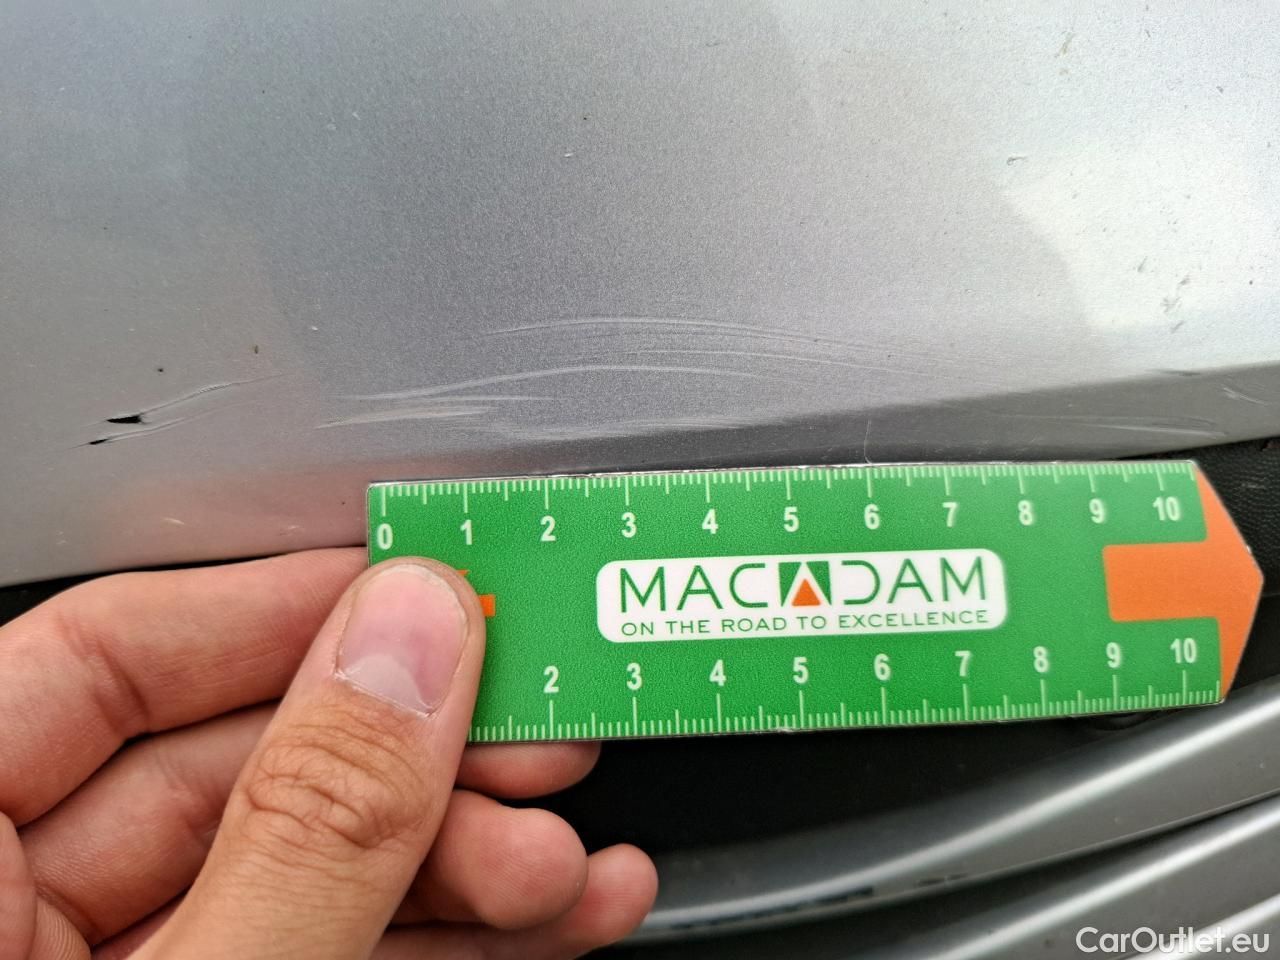 0 1 2 3 4 5 6 7 8 9 10
MACADAM
ON THE ROAD TO EXCELLENCE
2 3 4 5 6 7 8 9 10
CarOutlet.eu